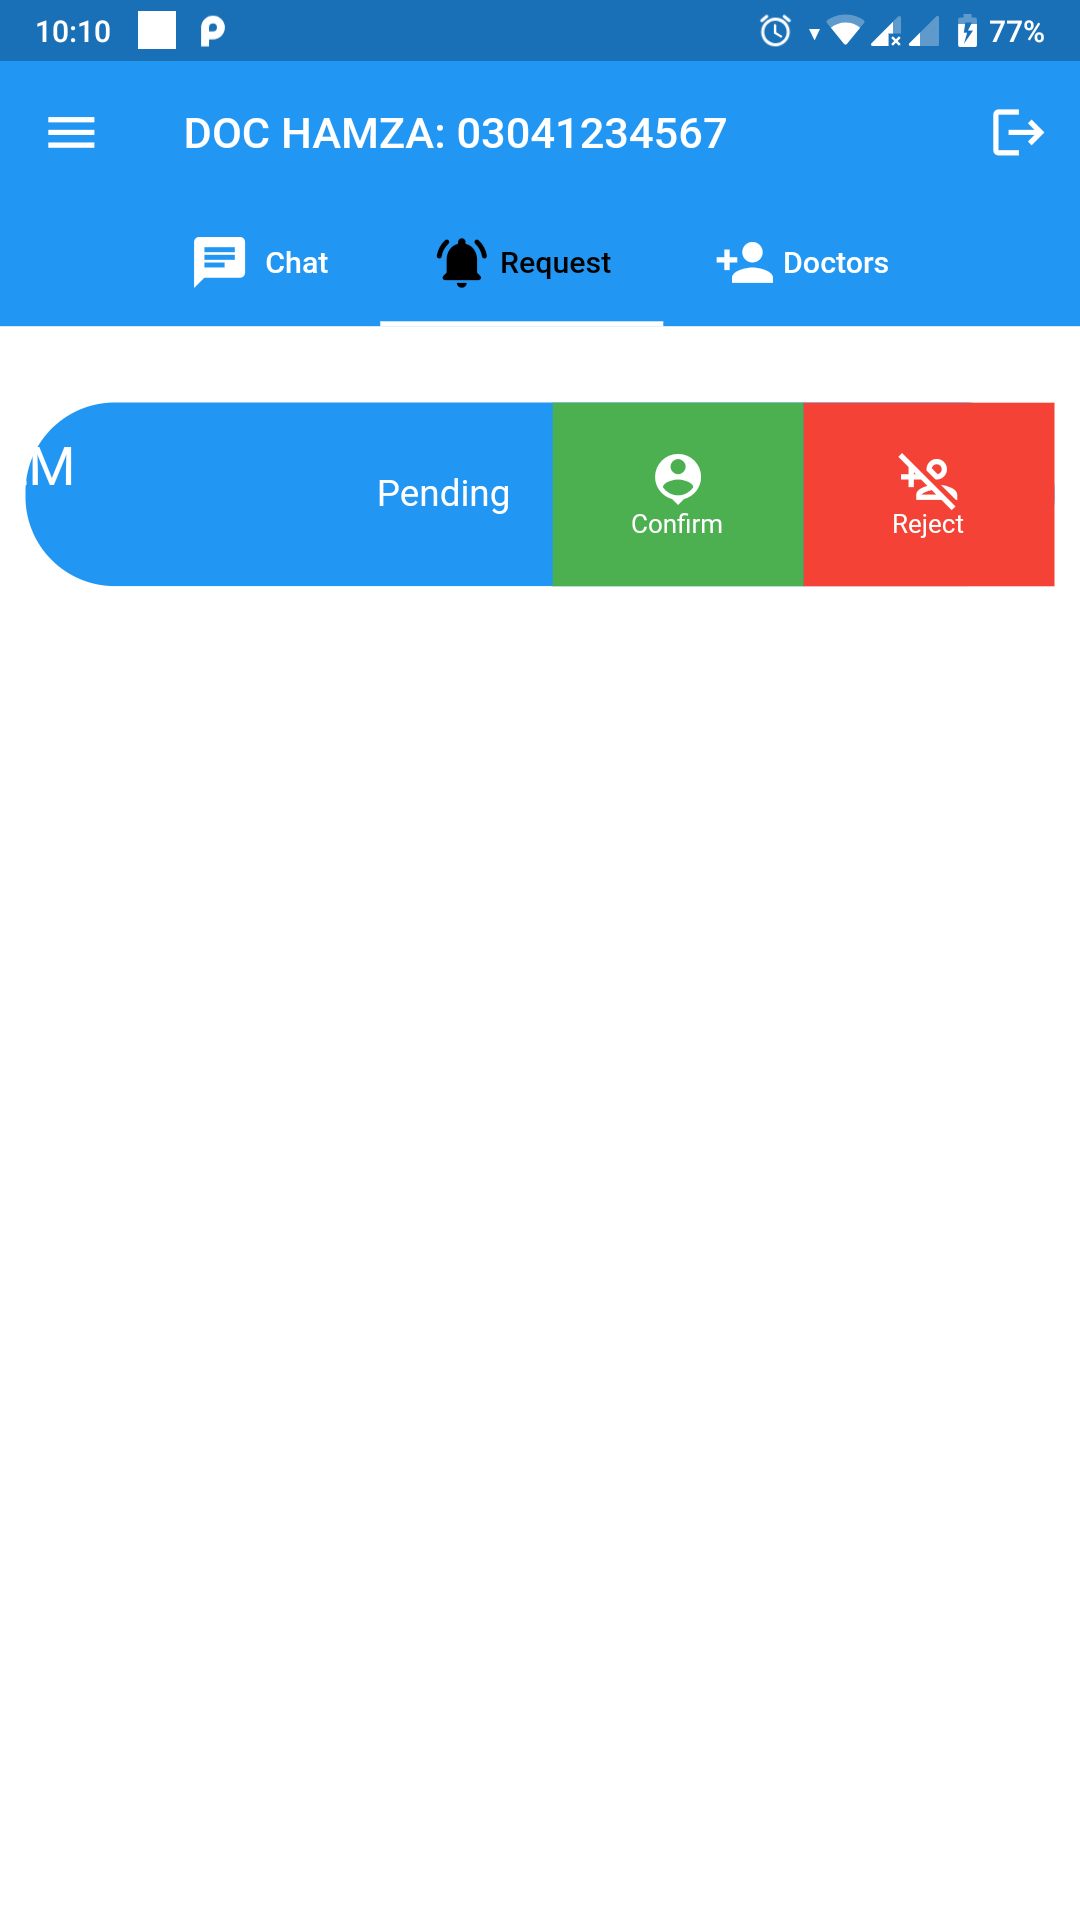 10:10
77%
DOC HAMZA: 03041234567
Chat
Request
Doctors
M
Pending
Confirm
Reject